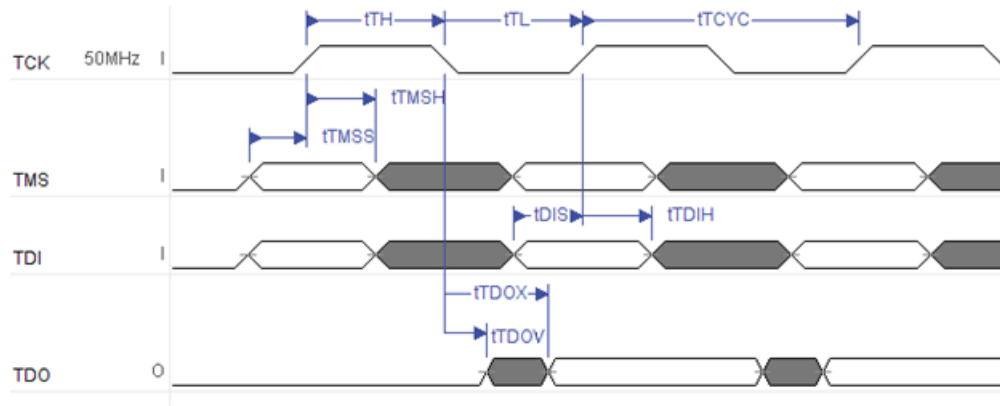 tTH tTL tTCYC
TCK 50MHz I
tTMSH
tTMSS
TMS I
tDIS tTDIH
TDI I
tTDOX
tTDOV
TDO O